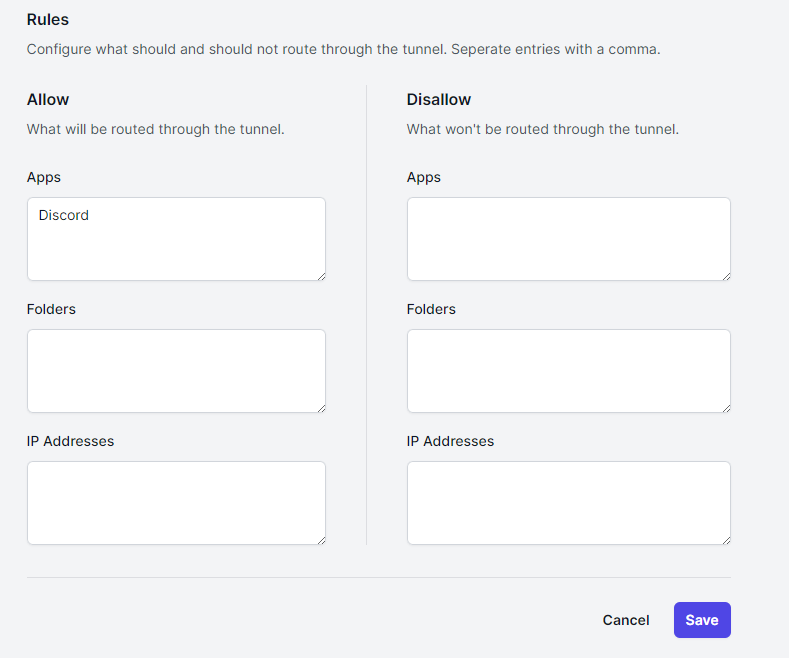 Rules
Configure what should and should not route through the tunnel. Seperate entries with a comma.
Allow
What will be routed through the tunnel.
Apps
Discord
Folders
IP Addresses
Disallow
What won't be routed through the tunnel.
Apps
Folders
IP Addresses
Cancel
Save